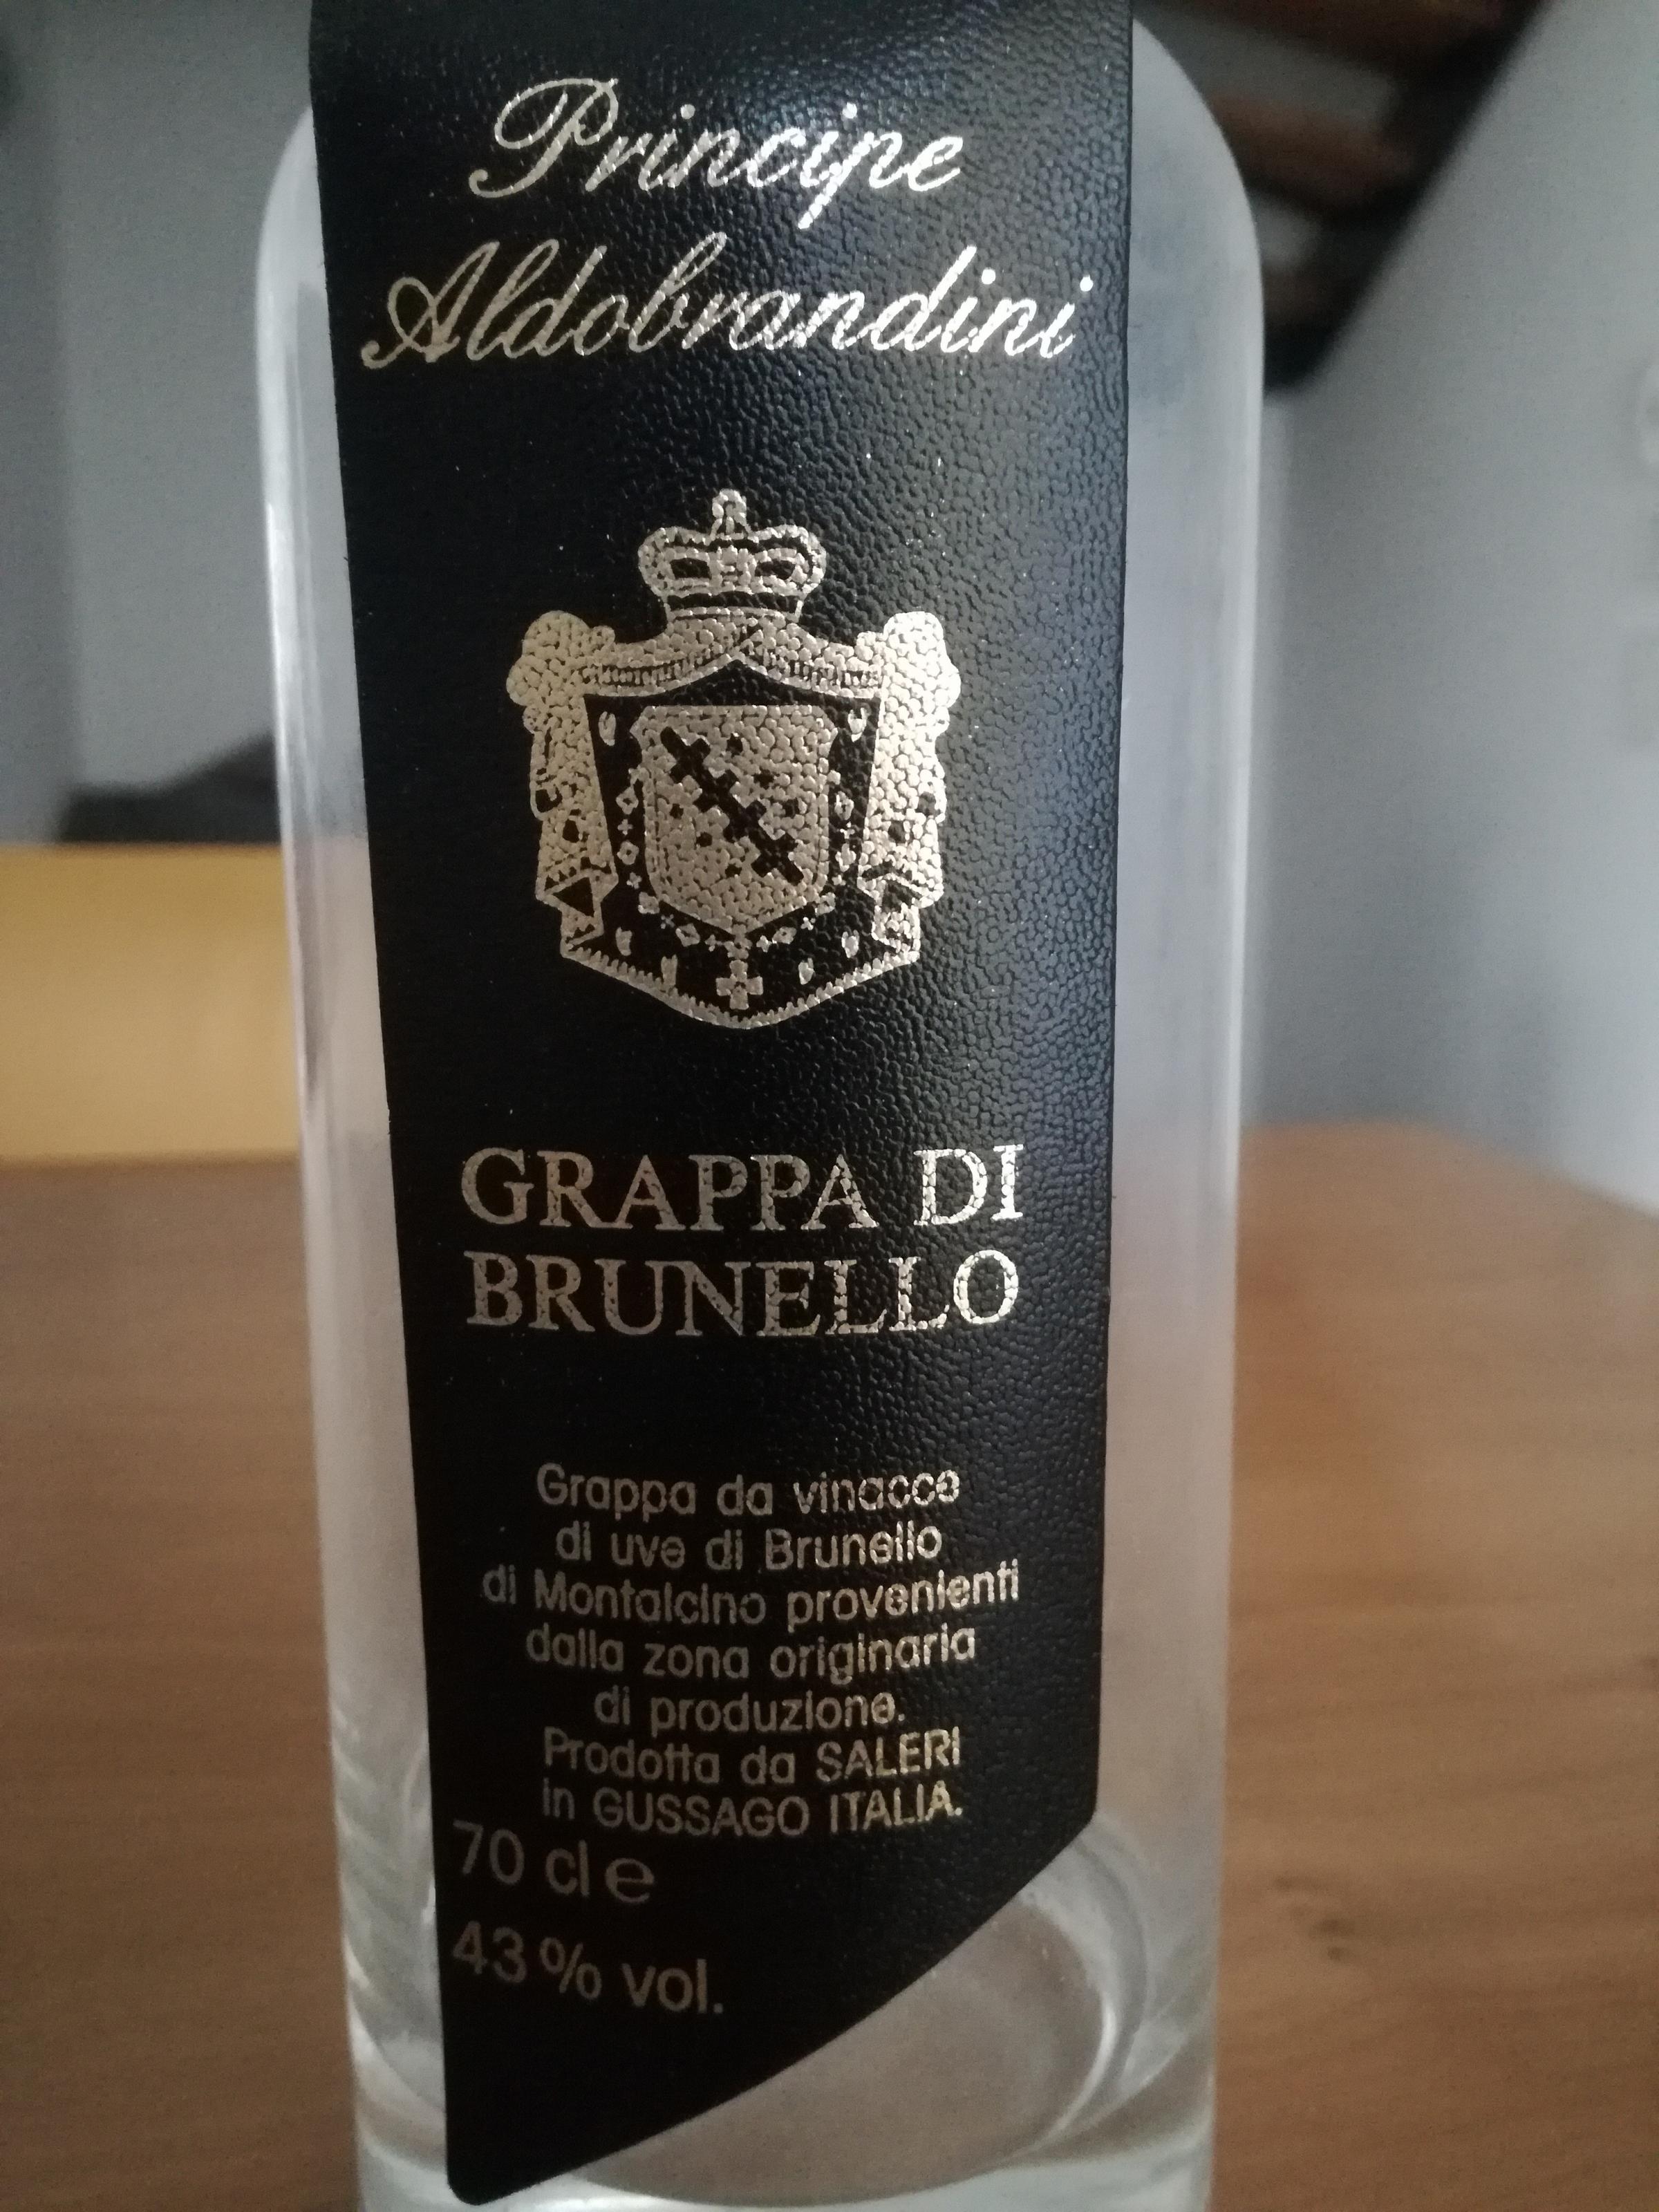 Principe
Aldobrandini
GRAPPA DI
BRUNELLO
Grappa da vinacce
di uve di Brunello
di Montalcino provenienti
dalla zona originaria
di produzione.
Prodotta da SALERI
in GUSSAGO ITALIA.
70 cl e
43% vol.